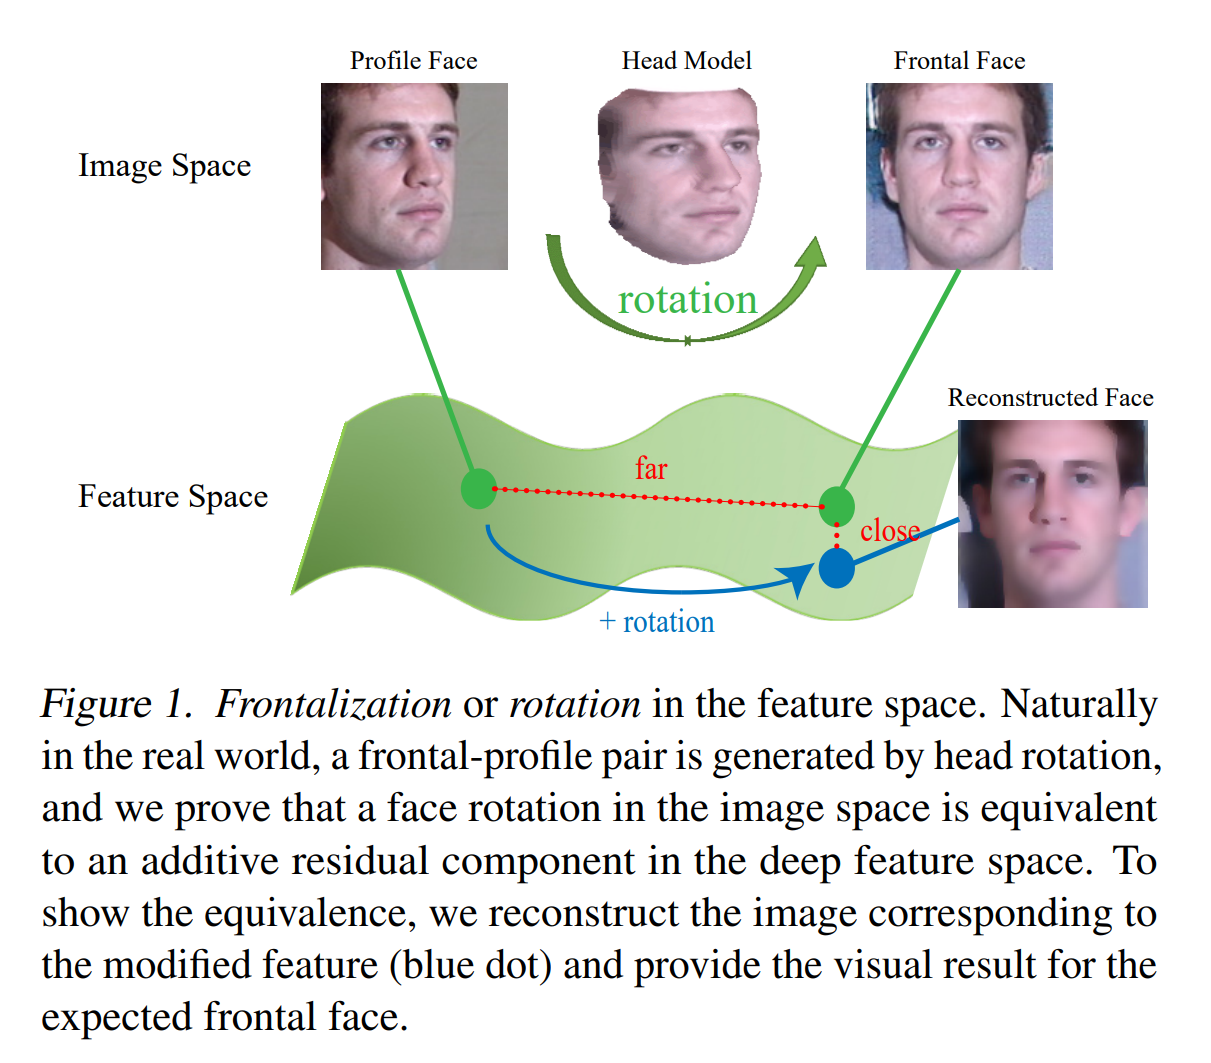 Profile Face
Head Model
Frontal Face
Image Space
rotation
Reconstructed Face
far
Feature Space
close
+ rotation
Figure 1. Frontalization or rotation in the feature space. Naturally
in the real world, a frontal-profile pair is generated by head rotation,
and we prove that a face rotation in the image space is equivalent
to an additive residual component in the deep feature space. To
show the equivalence, we reconstruct the image corresponding to
the modified feature (blue dot) and provide the visual result for the
expected frontal face.